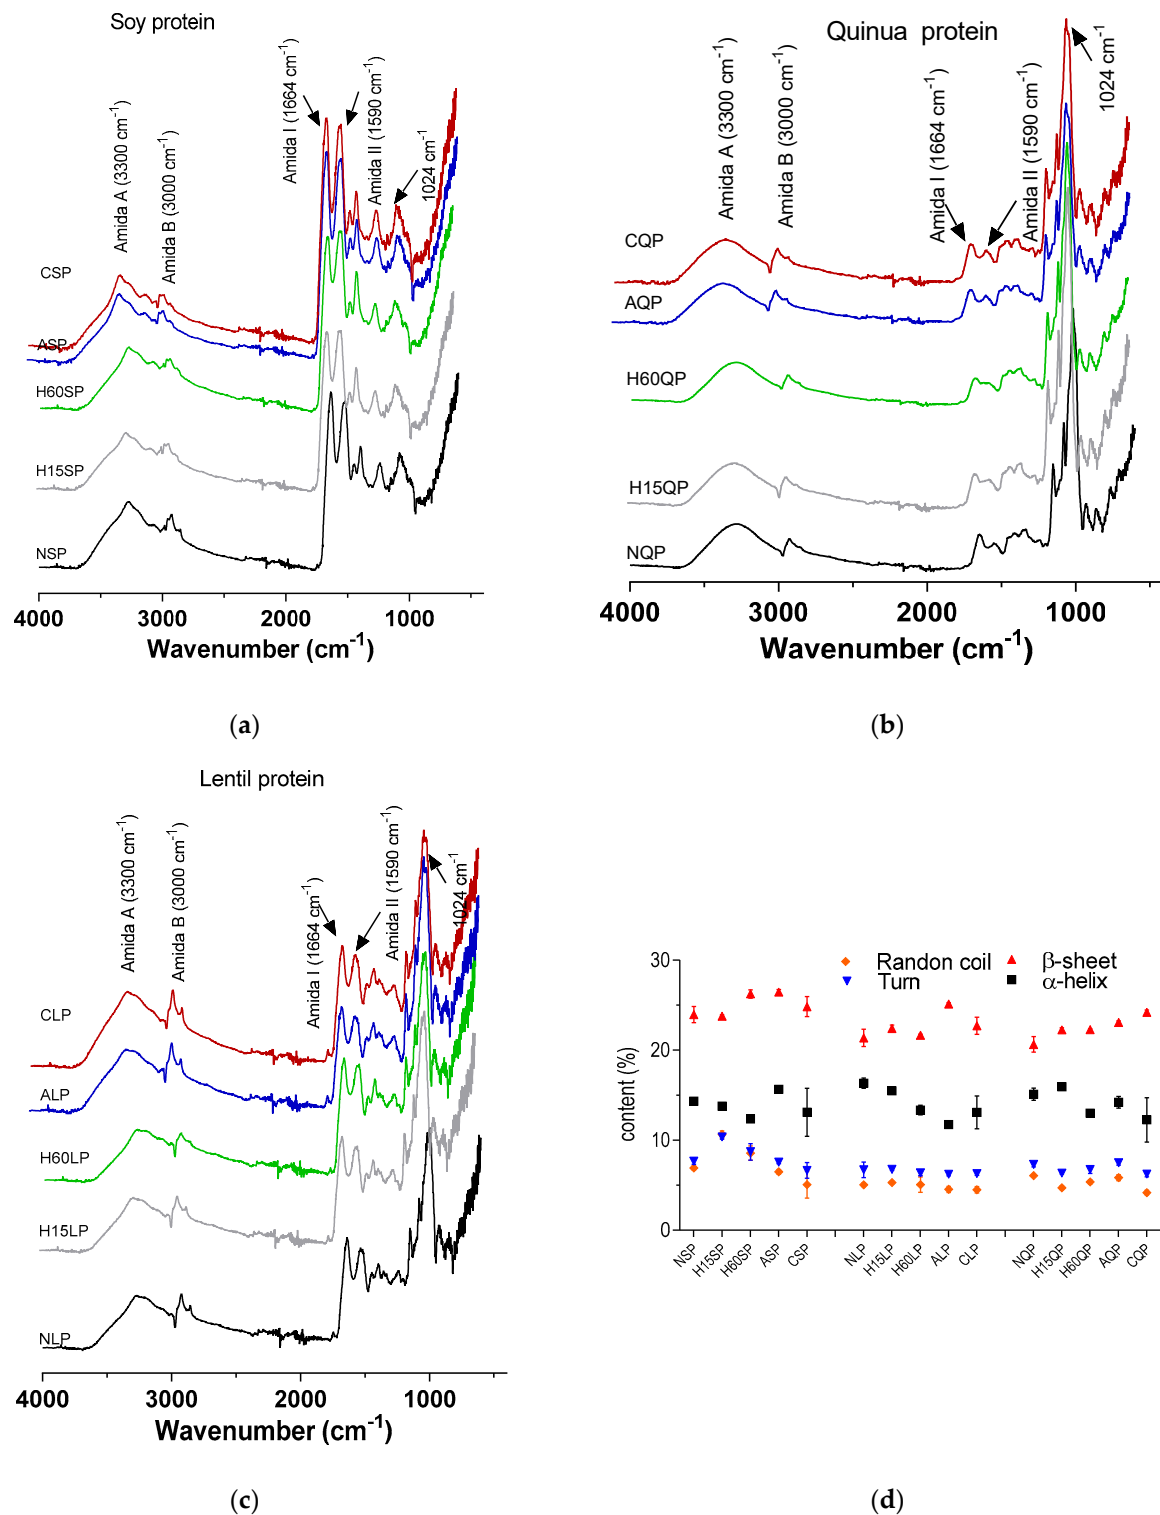 Soy protein
Amida A (3300 cm-1)
Amida B (3000 cm-1)
Amida I (1664 cm-1)
Amida II (1590 cm-1)
1024 cm-1
CSP
ASP
H60SP
H15SP
NSP
4000 3000 2000 1000
Wavenumber (cm-1)
(a)
Quinua protein
Amida A (3300 cm-1)
Amida B (3000 cm-1)
Amida I (1664 cm-1)
Amida II (1590 cm-1)
1024 cm-1
CQP
AQP
H60QP
H15QP
NQP
4000 3000 2000 1000
Wavenumber (cm-1)
(b)
Lentil protein
Amida A (3300 cm-1)
Amida B (3000 cm-1)
Amida I (1664 cm-1)
Amida II (1590 cm-1)
1024 cm-1
CLP
ALP
H60LP
H15LP
NLP
4000 3000 2000 1000
Wavenumber (cm-1)
(c)
Randon coil
β-sheet
Turn
α-helix
content (%)
30
20
10
0
NSP H15SP H60SP ASP CSP NLP H15LP H60LP ALP CLP NQP H15QP H60QP AQP CQP
(d)